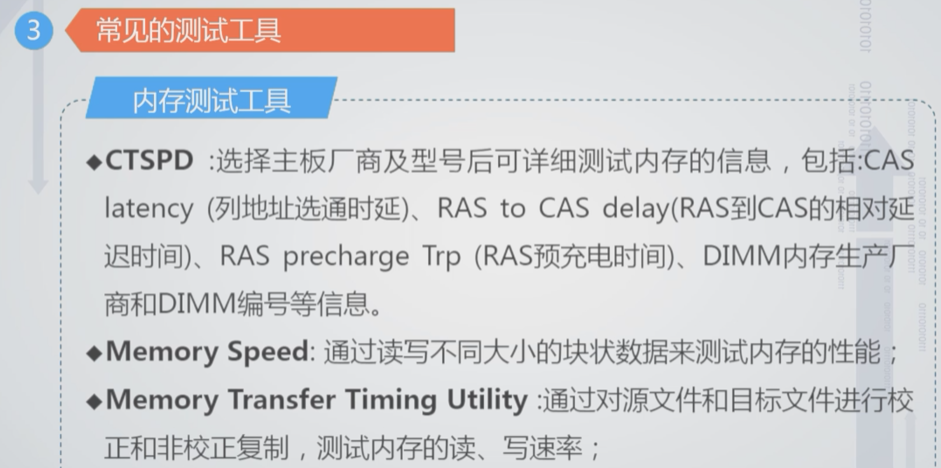 3
常见的测试工具
内存测试工具
◆CTSPD :选择主板厂商及型号后可详细测试内存的信息，包括:CAS
latency (列地址选通时延)、RAS to CAS delay(RAS到CAS的相对延
迟时间)、RAS precharge Trp (RAS预充电时间)、DIMM内存生产厂
商和DIMM编号等信息。
◆Memory Speed: 通过读写不同大小的块状数据来测试内存的性能；
◆Memory Transfer Timing Utility :通过对源文件和目标文件进行校
正和非校正复制，测试内存的读、写速率；